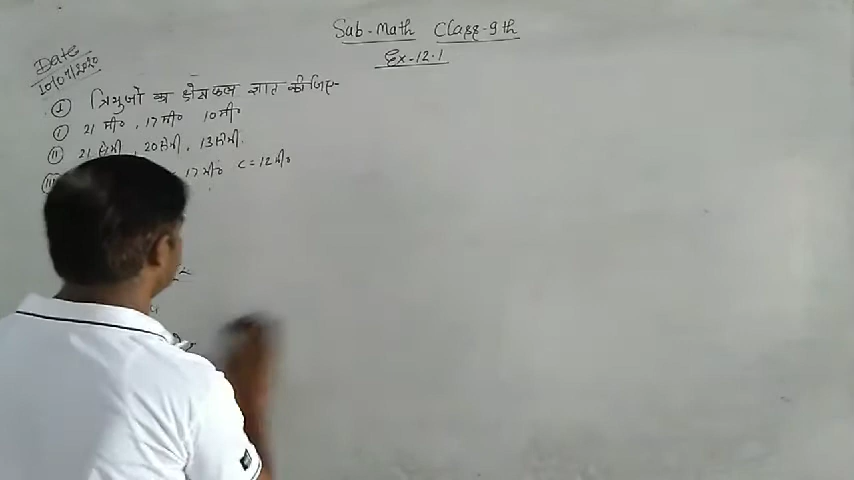 Sub-Math Class-9th
Ex-12.1
Date
10/07/2020
① त्रिभुजों का क्षेत्रफल ज्ञात कीजिए-
(i) 21 मी०, 17 मी० 10 मी०
(ii) 21 सेमी, 20 सेमी, 13 सेमी.
17 मी० c = 12 मी०